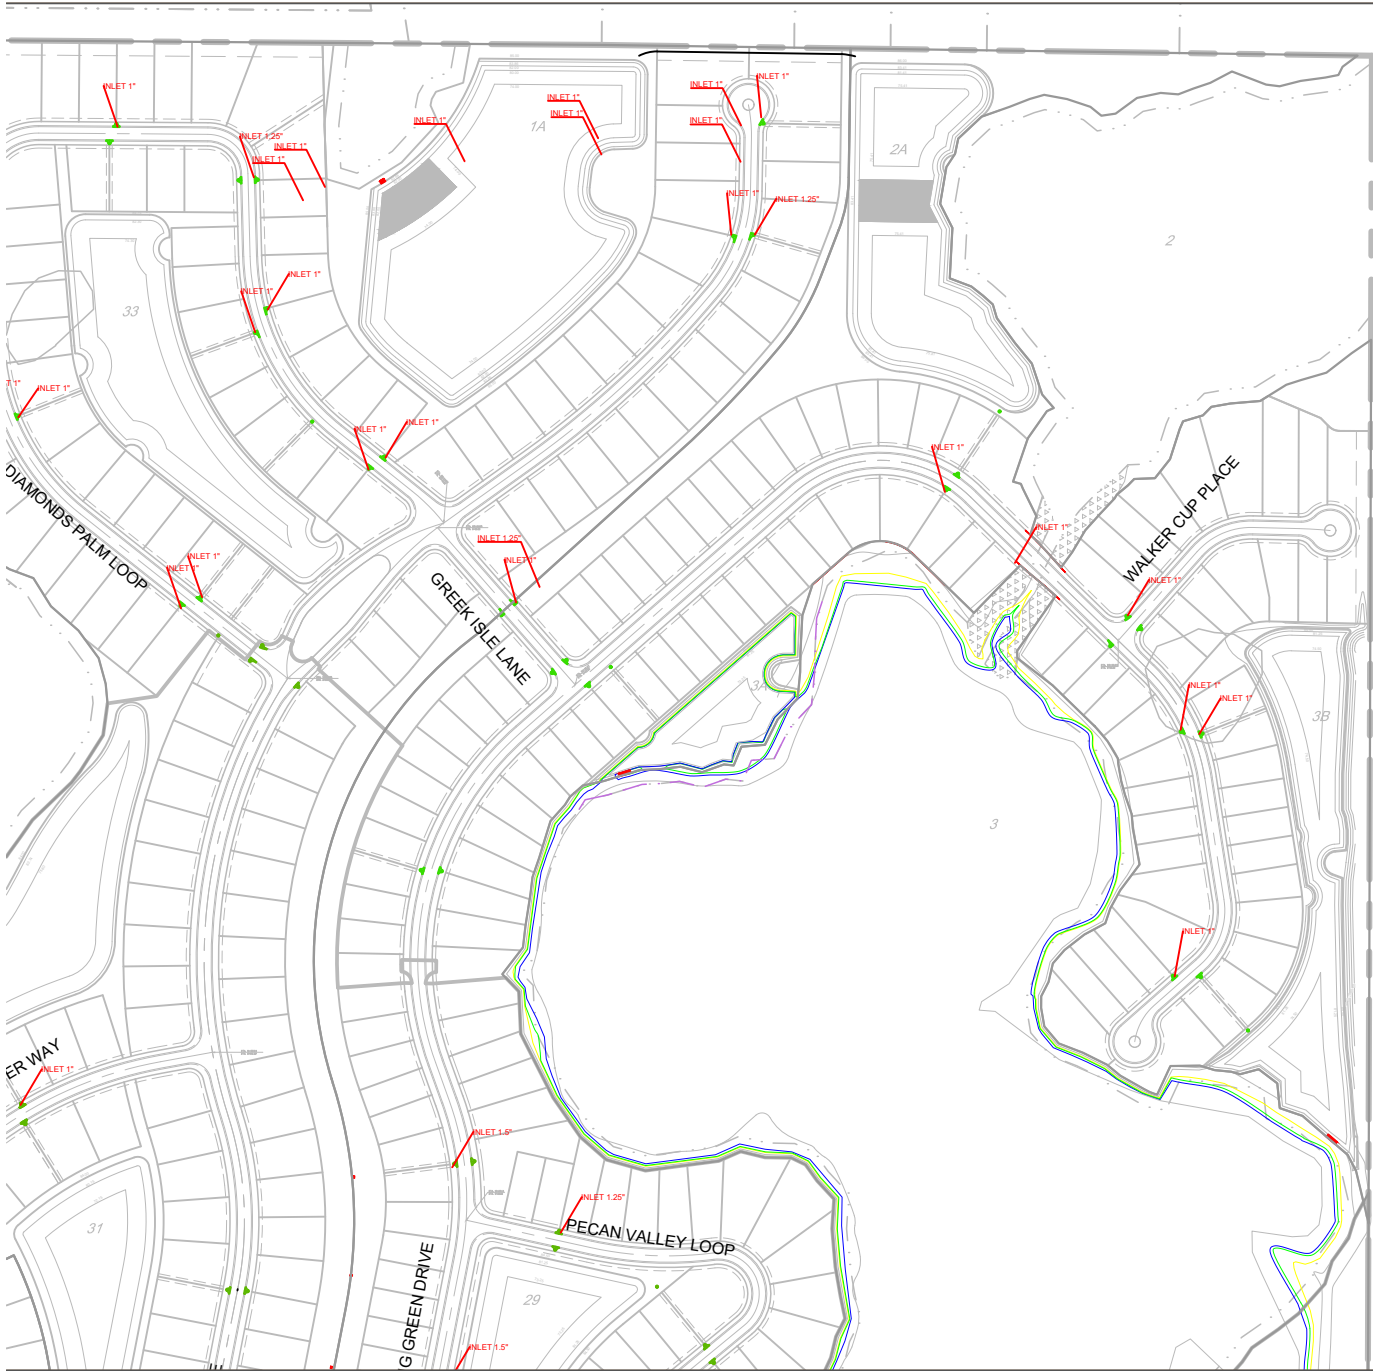 INLET 1"
INLET 1"
INLET 1"
INLET 1"
INLET 1"
INLET 1"
1A
INLET 1"
INLET 1.25"
INLET 1"
INLET 1"
2A
INLET 1"
INLET 1.25"
2
INLET 1"
INLET 1"
33
T 1"
INLET 1"
INLET 1"
INLET 1"
INLET 1"
DIAMONDS PALM LOOP
WALKER CUP PLACE
INLET 1"
INLET 1.25"
INLET 1"
INLET 1"
INLET 1"
INLET 1"
GREEK ISLE LANE
3A
INLET 1"
INLET 1"
3B
3
INLET 1"
ER WAY
INLET 1"
INLET 1.5"
INLET 1.25"
PECAN VALLEY LOOP
31
G GREEN DRIVE
29
INLET 1.5"